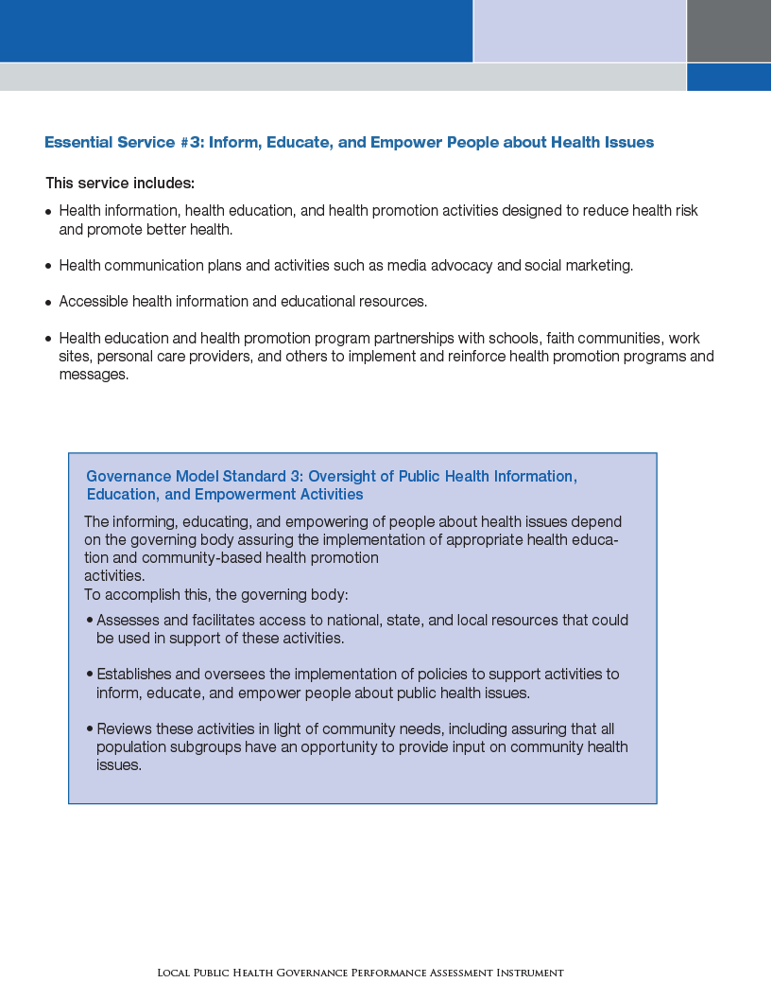 Essential Service #3: Inform, Educate, and Empower People about Health Issues
This service includes:
• Health information, health education, and health promotion activities designed to reduce health risk
and promote better health.
• Health communication plans and activities such as media advocacy and social marketing.
• Accessible health information and educational resources.
• Health education and health promotion program partnerships with schools, faith communities, work
sites, personal care providers, and others to implement and reinforce health promotion programs and
messages.
Governance Model Standard 3: Oversight of Public Health Information,
Education, and Empowerment Activities
The informing, educating, and empowering of people about health issues depend
on the governing body assuring the implementation of appropriate health educa-
tion and community-based health promotion
activities.
To accomplish this, the governing body:
• Assesses and facilitates access to national, state, and local resources that could
be used in support of these activities.
• Establishes and oversees the implementation of policies to support activities to
inform, educate, and empower people about public health issues.
• Reviews these activities in light of community needs, including assuring that all
population subgroups have an opportunity to provide input on community health
issues.
Local Public Health Governance Performance Assessment Instrument